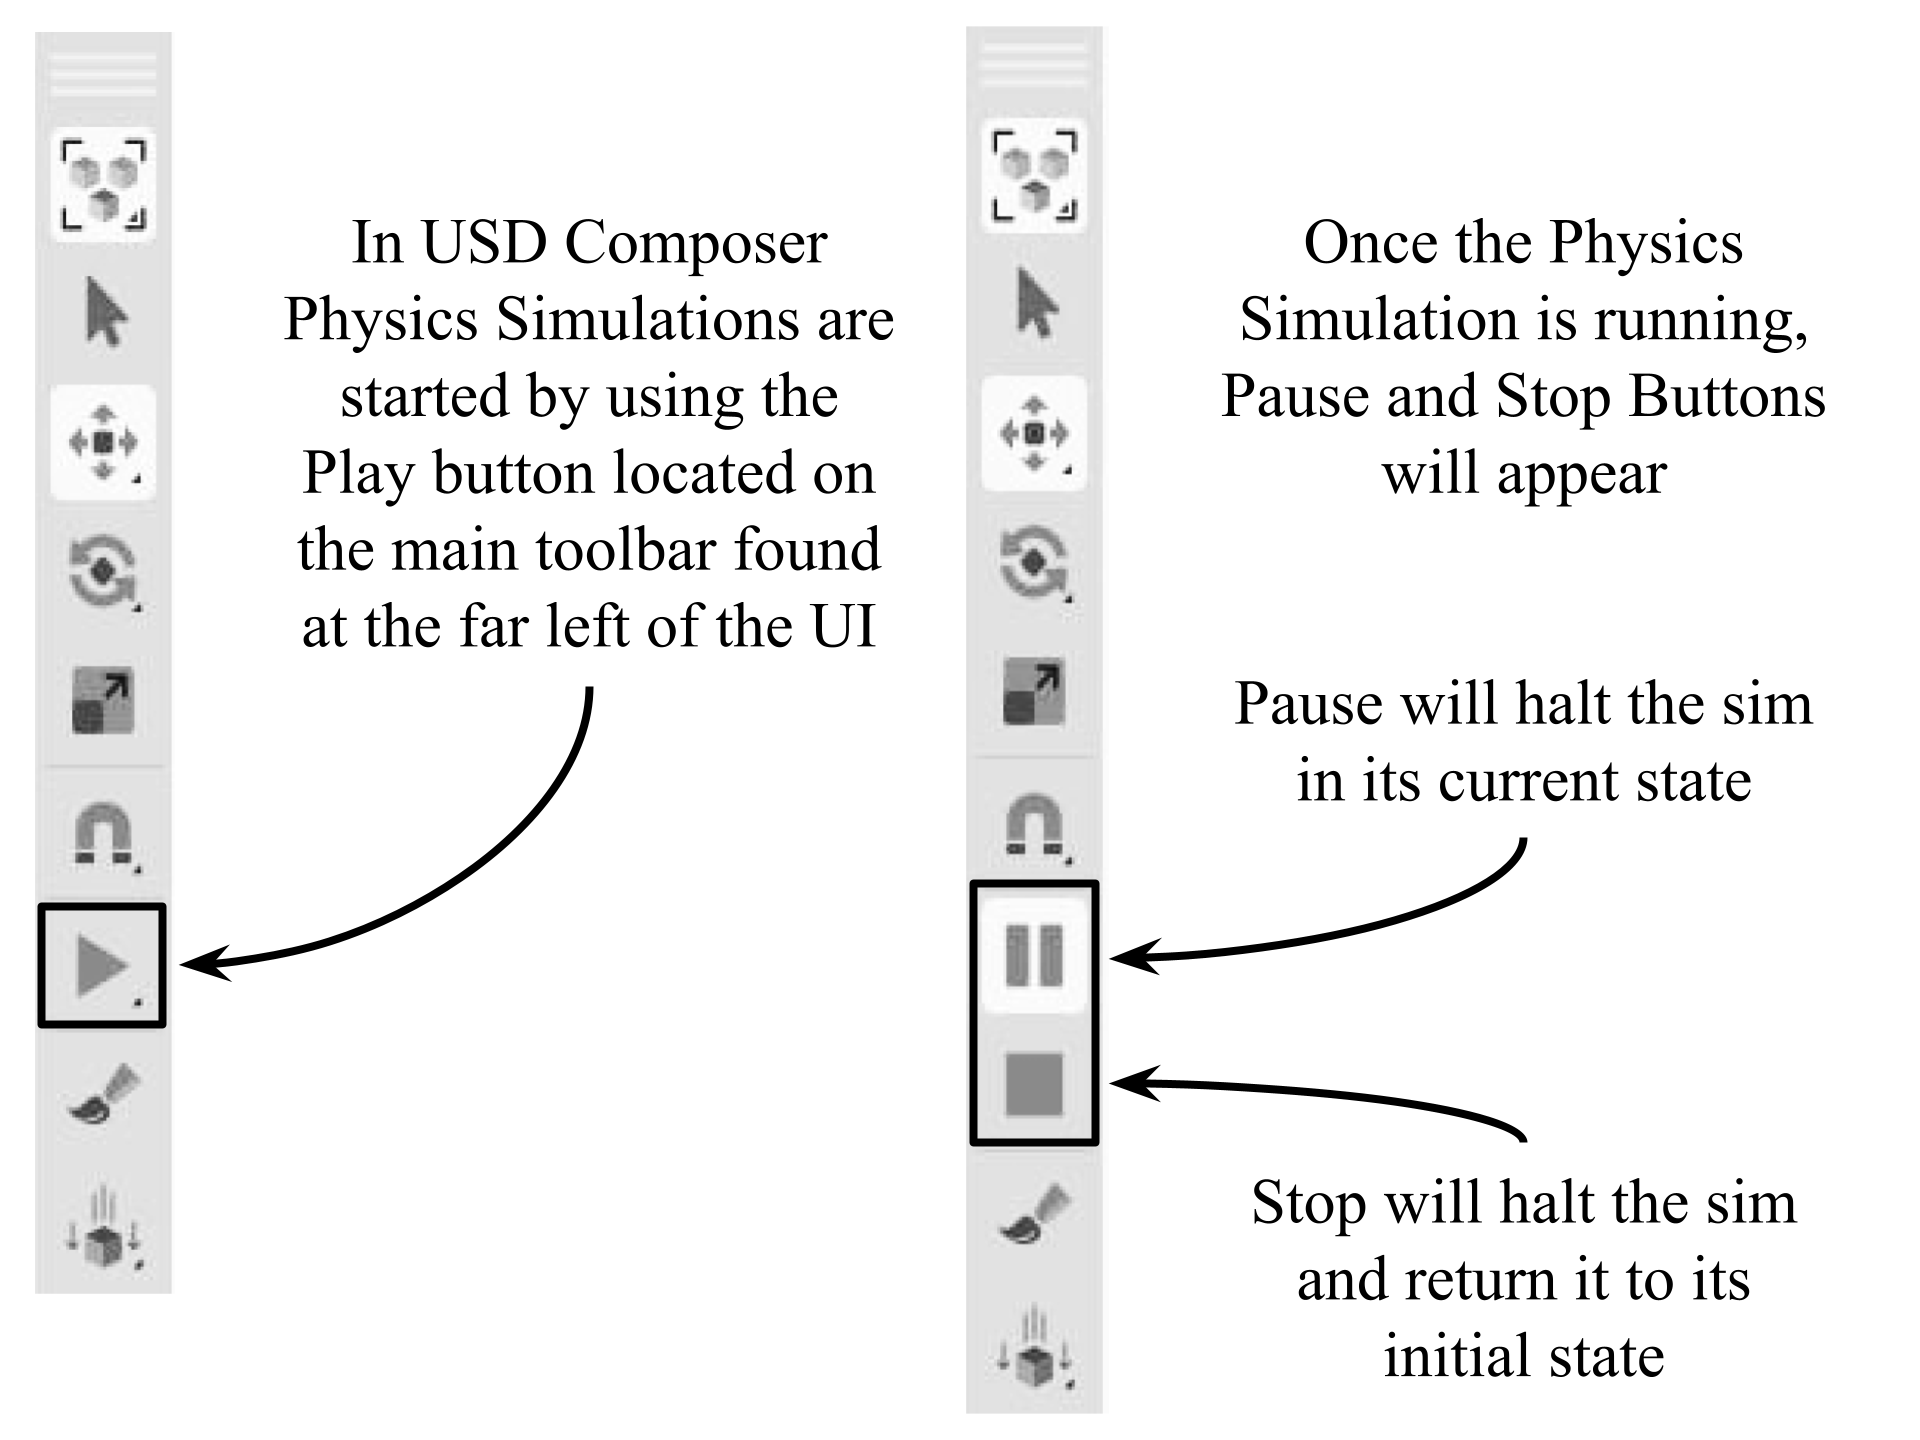 In USD Composer
Physics Simulations are
started by using the
Play button located on
the main toolbar found
at the far left of the UI
Once the Physics
Simulation is running,
Pause and Stop Buttons
will appear
Pause will halt the sim
in its current state
Stop will halt the sim
and return it to its
initial state